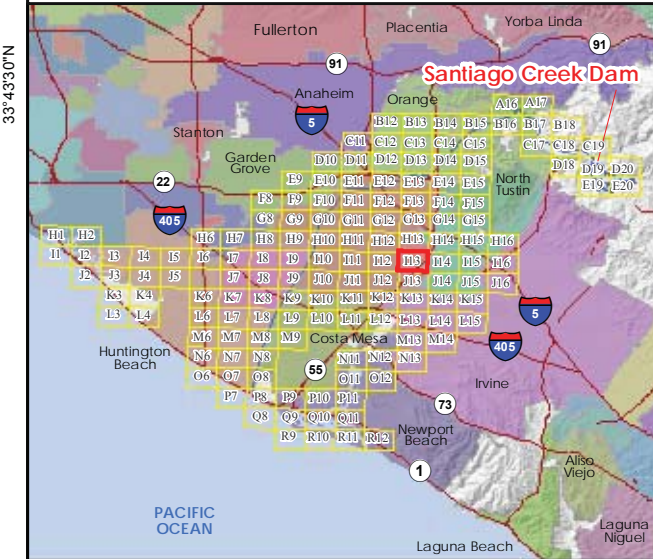 33°43'30"N
Fullerton
Placentia
Yorba Linda
91
91
Santiago Creek Dam
Anaheim
5
Orange
A16 A17
B12 B13 B14 B15 B16 B17 B18
Stanton
C11 C12 C13 C14 C15 C17 C18 C19
Garden
Grove
D10 D11 D12 D13 D14 D15 D18 D19 D20
North
Tustin
E9 E10 E11 E12 E13 E14 E15 E19 E20
22
F8 F9 F10 F11 F12 F13 F14 F15
405
G8 G9 G10 G11 G12 G13 G14 G15
H1 H2 H6 H7 H8 H9 H10 H11 H12 H13 H14 H15 H16
I1 I2 I3 I4 I5 I6 I7 I8 I9 I10 I11 I12 I13 I14 I15 I16
J2 J3 J4 J5 J7 J8 J9 J10 J11 J12 J13 J14 J15 J16
K3 K4 K6 K7 K8 K9 K10 K11 K12 K13 K14 K15
5
L3 L4 L6 L7 L8 L9 L10 L11 L12 L13 L14 L15
M6 M7 M8 M9 Costa Mesa M13 M14
405
Huntington
Beach
N6 N7 N8 N11 N12 N13
55
O6 O7 O8 O11 O12
Irvine
P7 P8 P9 P10 P11
73
Q8 Q9 Q10 Q11
R9 R10 R11 R12
Newport
Beach
1
Aliso
Viejo
PACIFIC
OCEAN
Laguna
Niguel
Laguna Beach